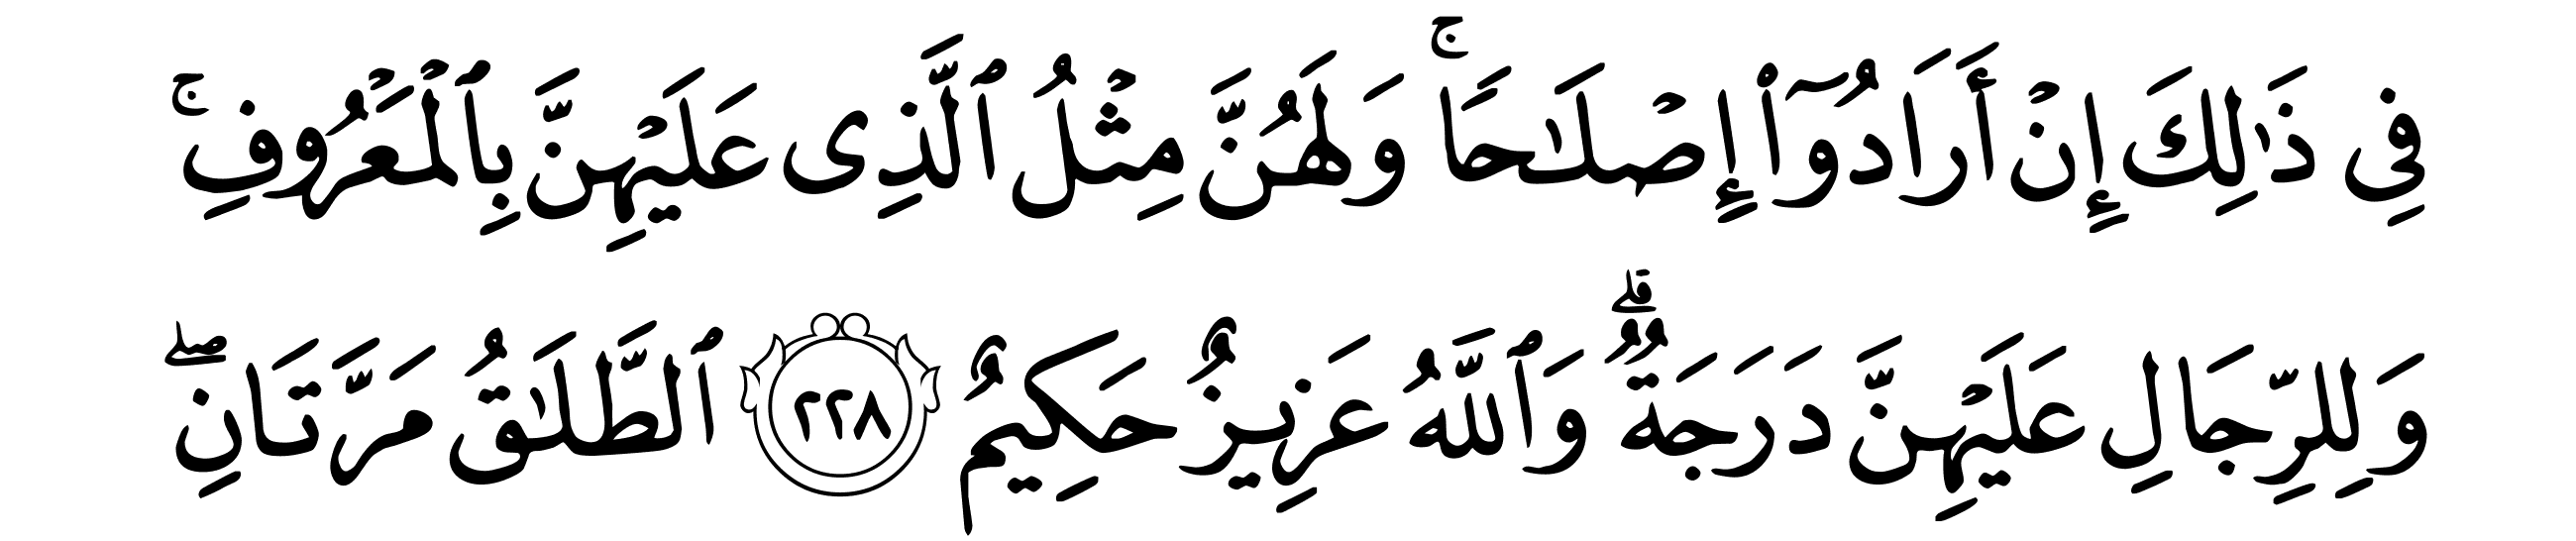 فِي ذَٰلِكَ إِنْ أَرَادُوٓا۟ إِصْلَـٰحًا ۚ وَلَهُنَّ مِثْلُ ٱلَّذِى عَلَيْهِنَّ بِٱلْمَعْرُوفِ ۚ
وَلِلرِّجَالِ عَلَيْهِنَّ دَرَجَةٌ ۗ وَٱللَّهُ عَزِيزٌ حَكِيمٌ ٢٢٨ ٱلطَّلَـٰقُ مَرَّتَانِ ۖ